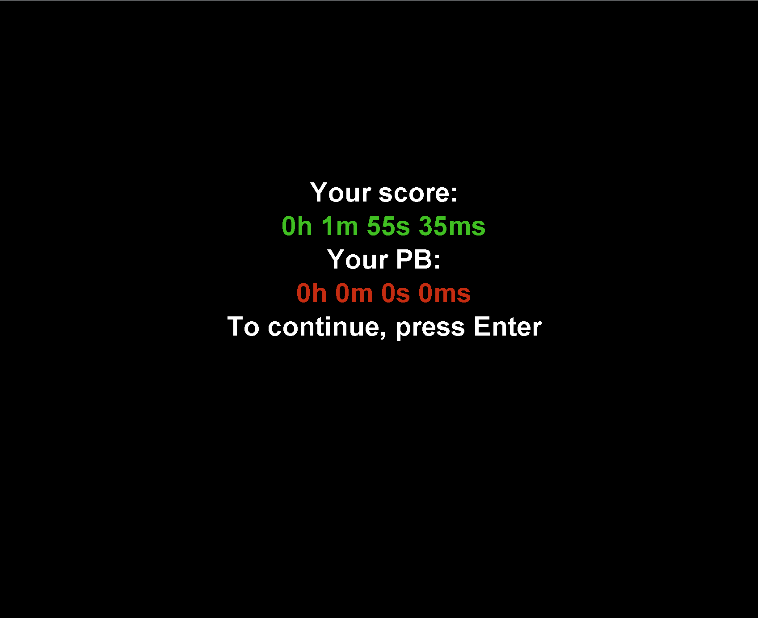 Your score:
0h 1m 55s 35ms
Your PB:
0h 0m 0s 0ms
To continue, press Enter